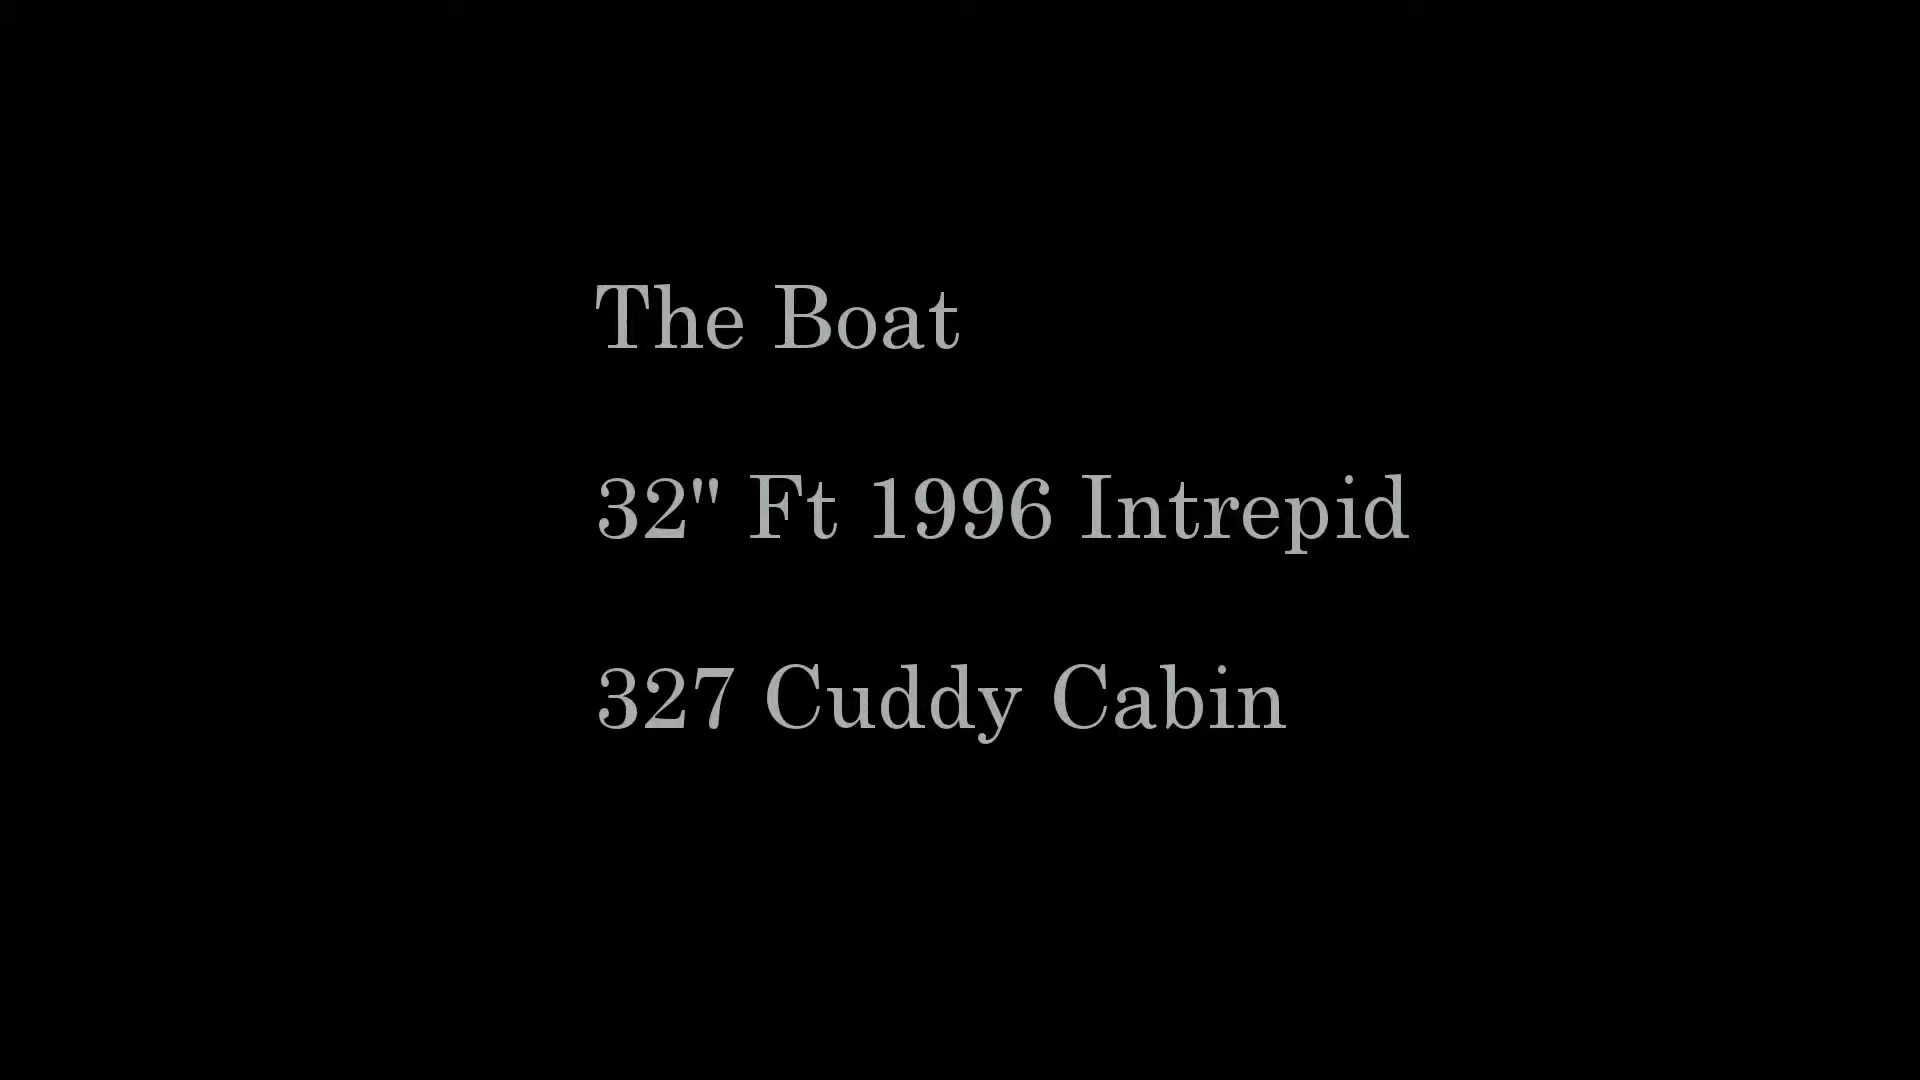 The Boat
32" Ft 1996 Intrepid
327 Cuddy Cabin